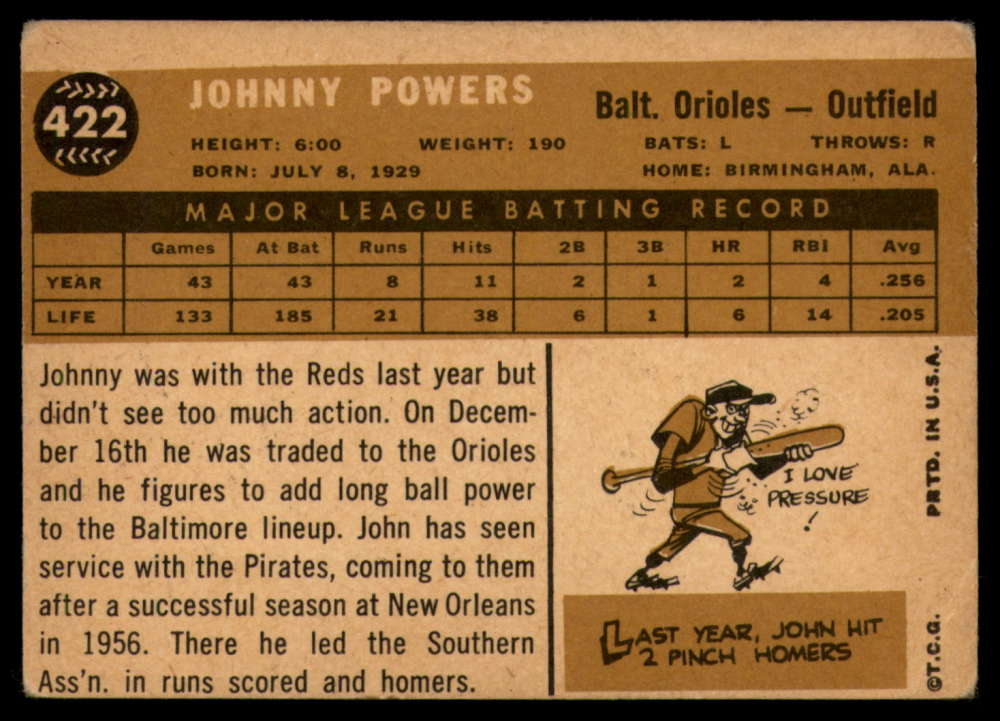 422
JOHNNY POWERS
Balt. Orioles — Outfield
HEIGHT: 6:00 WEIGHT: 190 BATS: L THROWS: R
BORN: JULY 8, 1929 HOME: BIRMINGHAM, ALA.
MAJOR LEAGUE BATTING RECORD
Games At Bat Runs Hits 2B 3B HR RBI Avg
YEAR 43 43 8 11 2 1 2 4 .256
LIFE 133 185 21 38 6 1 6 14 .205
Johnny was with the Reds last year but
didn't see too much action. On Decem-
ber 16th he was traded to the Orioles
and he figures to add long ball power
to the Baltimore lineup. John has seen
service with the Pirates, coming to them
after a successful season at New Orleans
in 1956. There he led the Southern
Ass'n. in runs scored and homers.
I LOVE
PRESSURE
!
LAST YEAR, JOHN HIT
2 PINCH HOMERS
©T.C.G. PRTD. IN U.S.A.